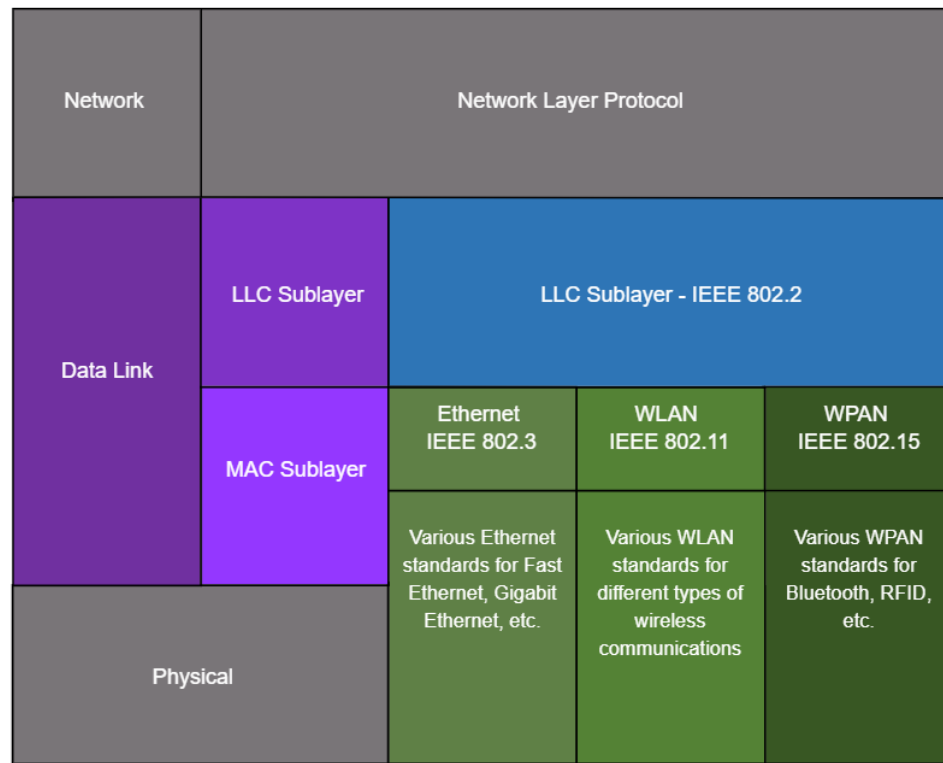 Network
Network Layer Protocol
LLC Sublayer
LLC Sublayer - IEEE 802.2
Data Link
MAC Sublayer
Ethernet
IEEE 802.3
WLAN
IEEE 802.11
WPAN
IEEE 802.15
Various Ethernet
standards for Fast
Ethernet, Gigabit
Ethernet, etc.
Various WLAN
standards for
different types of
wireless
communications
Various WPAN
standards for
Bluetooth, RFID,
etc.
Physical